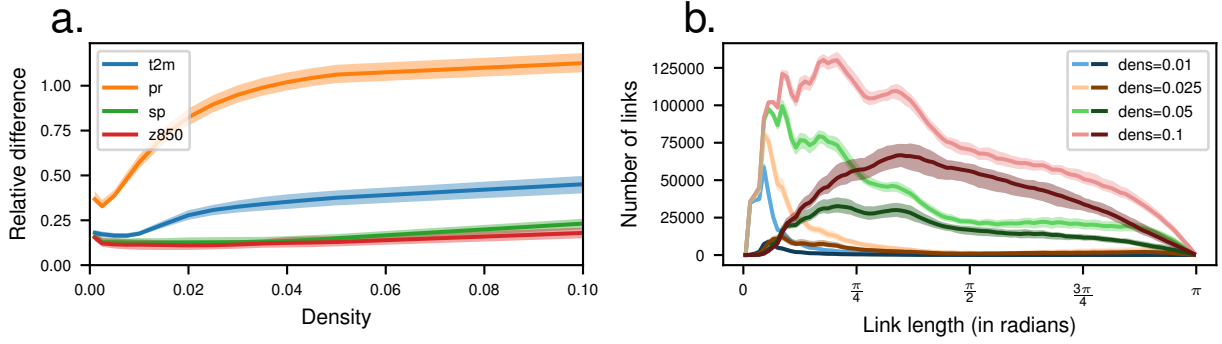 a.
Relative difference
1.00
0.75
0.50
0.25
0.00
t2m
pr
sp
z850
0.00 0.02 0.04 0.06 0.08 0.10
Density
b.
Number of links
125000
100000
75000
50000
25000
0
dens=0.01
dens=0.025
dens=0.05
dens=0.1
0 π/4 π/2 3π/4 π
Link length (in radians)